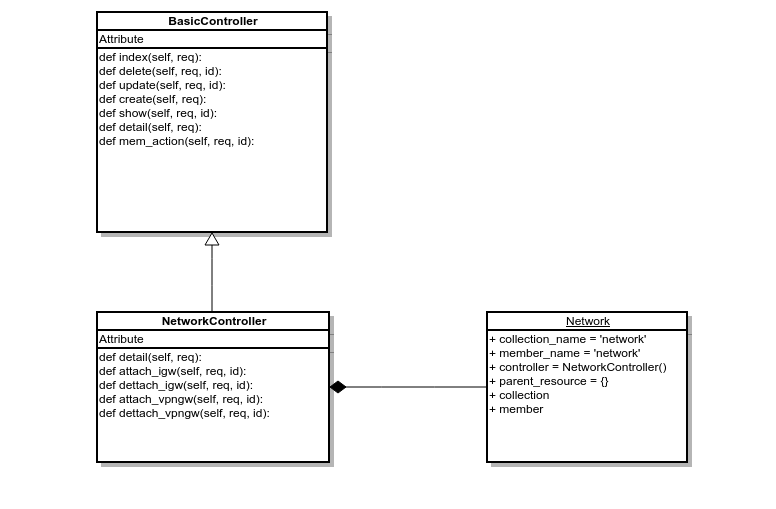 BasicController
Attribute
def index(self, req):
def delete(self, req, id):
def update(self, req, id):
def create(self, req):
def show(self, req, id):
def detail(self, req):
def mem_action(self, req, id):
NetworkController
Attribute
def detail(self, req):
def attach_igw(self, req, id):
def dettach_igw(self, req, id):
def attach_vpngw(self, req, id):
def dettach_vpngw(self, req, id):
Network
+ collection_name = 'network'
+ member_name = 'network'
+ controller = NetworkController()
+ parent_resource = {}
+ collection
+ member